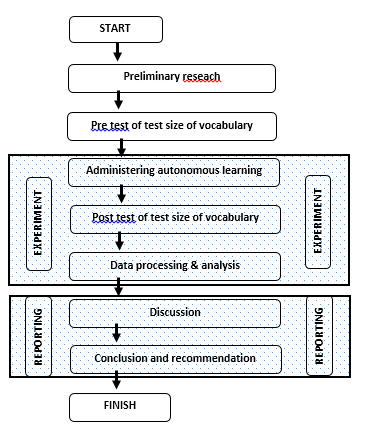 START
Preliminary reseach
Pre test of test size of vocabulary
Administering autonomous learning
EXPERIMENT
EXPERIMENT
Post test of test size of vocabulary
Data processing & analysis
Discussion
REPORTING
REPORTING
Conclusion and recommendation
FINISH